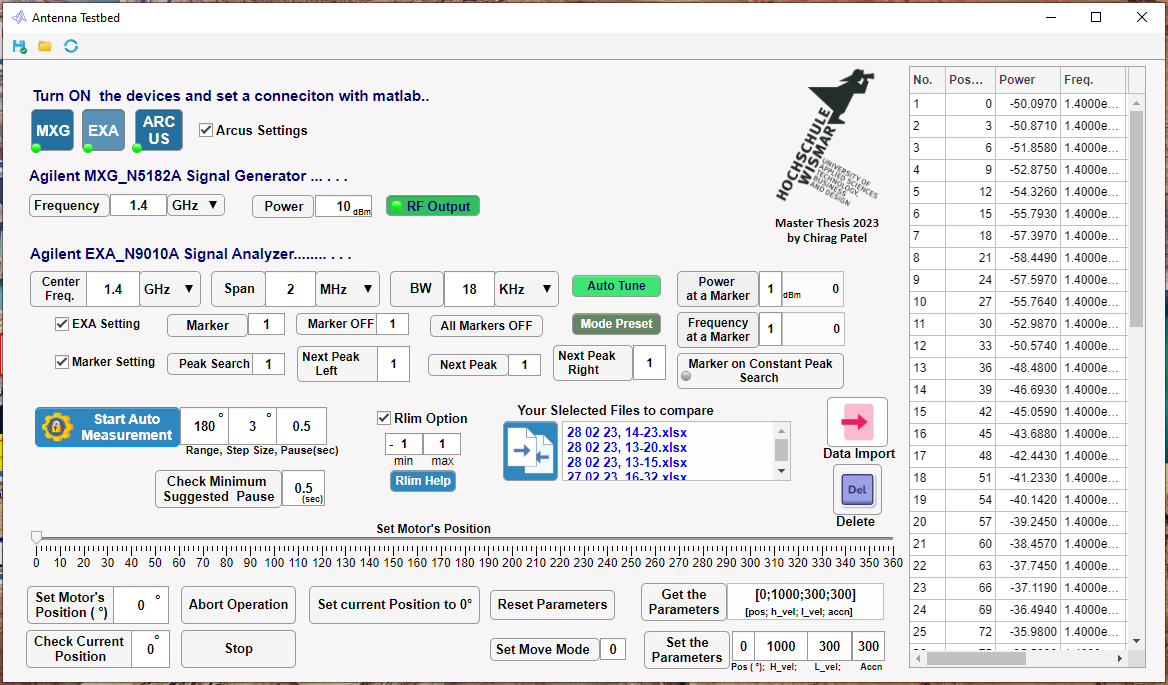 Antenna Testbed
Turn ON  the devices and set a conneciton with matlab..
MXG
EXA
ARC
US
Arcus Settings
Agilent MXG_N5182A Signal Generator ... . . .
Frequency 1.4 GHz ▼ Power 10 dBm RF Output
HOCHSCHULE
WISMAR
UNIVERSITY OF
APPLIED SCIENCES
TECHNOLOGY,
BUSINESS
AND DESIGN
Master Thesis 2023
by Chirag Patel
Agilent EXA_N9010A Signal Analyzer........ . . .
Center
Freq.
1.4 GHz ▼ Span 2 MHz ▼ BW 18 KHz ▼ Auto Tune
Power
at a Marker
1 dBm 0
EXA Setting Marker 1 Marker OFF 1 All Markers OFF Mode Preset
Frequency
at a Marker
1 0
Marker Setting Peak Search 1
Next Peak
Left
1
Next Peak 1
Next Peak
Right
1
Marker on Constant Peak
Search
Start Auto
Measurement
180 ° 3 ° 0.5
Range, Step Size, Pause(sec)
Check Minimum
Suggested  Pause
0.5
(sec)
Rlim Option
- 1 1
min max
Rlim Help
Your Slelected Files to compare
28 02 23, 14-23.xlsx
28 02 23, 13-20.xlsx
28 02 23, 13-15.xlsx
27 02 23, 16-32.xlsx
Data Import
Del
Delete
Set Motor's Position
0 10 20 30 40 50 60 70 80 90 100 110 120 130 140 150 160 170 180 190 200 210 220 230 240 250 260 270 280 290 300 310 320 330 340 350 360
Set Motor's
Position ( °)
0 °
Abort Operation
Set current Position to 0°
Reset Parameters
Get the
Parameters
[0;1000;300;300]
[pos; h_vel; l_vel; accn]
Check Current
Position
0 °
Stop
Set Move Mode 0
Set the
Parameters
0 1000 300 300
Pos ( °); H_vel; L_vel; Accn
No. Pos... Power Freq.
1 0 -50.0970 1.4000e...
2 3 -50.8710 1.4000e...
3 6 -51.8580 1.4000e...
4 9 -52.8750 1.4000e...
5 12 -54.3260 1.4000e...
6 15 -55.7930 1.4000e...
7 18 -57.3970 1.4000e...
8 21 -58.4490 1.4000e...
9 24 -57.5970 1.4000e...
10 27 -55.7640 1.4000e...
11 30 -52.9870 1.4000e...
12 33 -50.5740 1.4000e...
13 36 -48.4800 1.4000e...
14 39 -46.6930 1.4000e...
15 42 -45.0590 1.4000e...
16 45 -43.6880 1.4000e...
17 48 -42.4430 1.4000e...
18 51 -41.2330 1.4000e...
19 54 -40.1420 1.4000e...
20 57 -39.2450 1.4000e...
21 60 -38.4570 1.4000e...
22 63 -37.7450 1.4000e...
23 66 -37.1190 1.4000e...
24 69 -36.4940 1.4000e...
25 72 -35.9800 1.4000e...